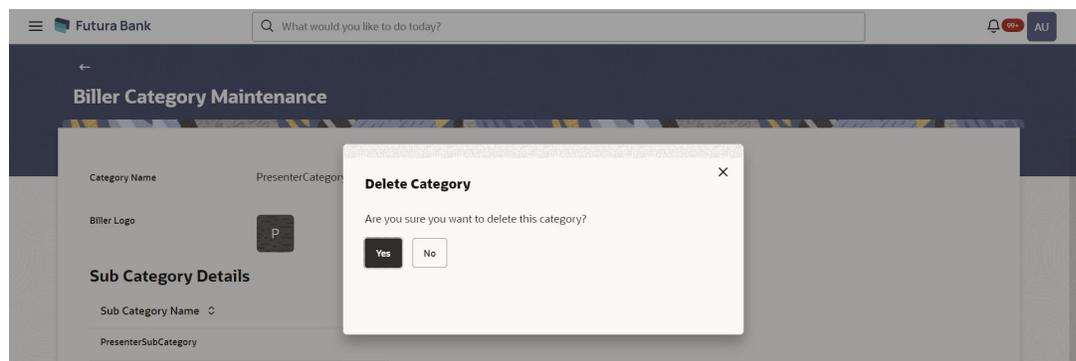 Futura Bank
What would you like to do today?
99+
AU
Biller Category Maintenance
Category Name
PresenterCategory
Biller Logo
P
Delete Category
Are you sure you want to delete this category?
Yes
No
Sub Category Details
Sub Category Name
PresenterSubCategory